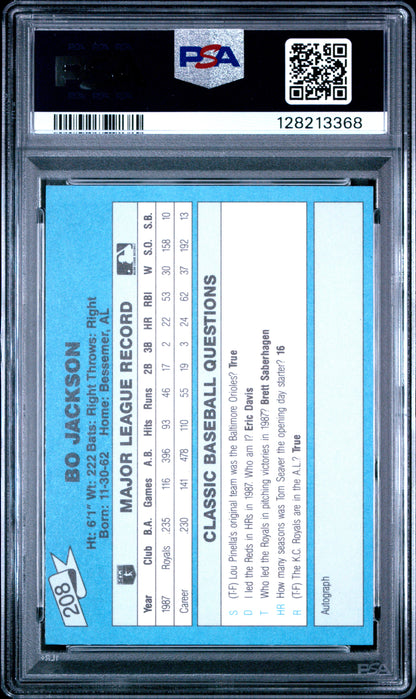 PSA
128213368
208
BO JACKSON
Ht: 6'1" Wt: 222 Bats: Right Throws: Right
Born: 11-30-62 Home: Bessemer, AL
MAJOR LEAGUE RECORD
Year Club B.A. Games A.B. Hits Runs 2B 3B HR RBI W S.O. S.B.
1987 Royals 235 116 396 93 46 17 2 22 53 30 158 10
Career 230 141 478 110 55 19 3 24 62 37 192 13
CLASSIC BASEBALL QUESTIONS
S (T-F) Lou Pinella's original team was the Baltimore Orioles? True
D I led the Reds in HRs in 1987. Who am I? Eric Davis
T Who led the Royals in pitching victories in 1987? Brett Saberhagen
HR How many seasons was Tom Seaver the opening day starter? 16
R (T-F) The K.C. Royals are in the A.L.? True
Autograph
PSA